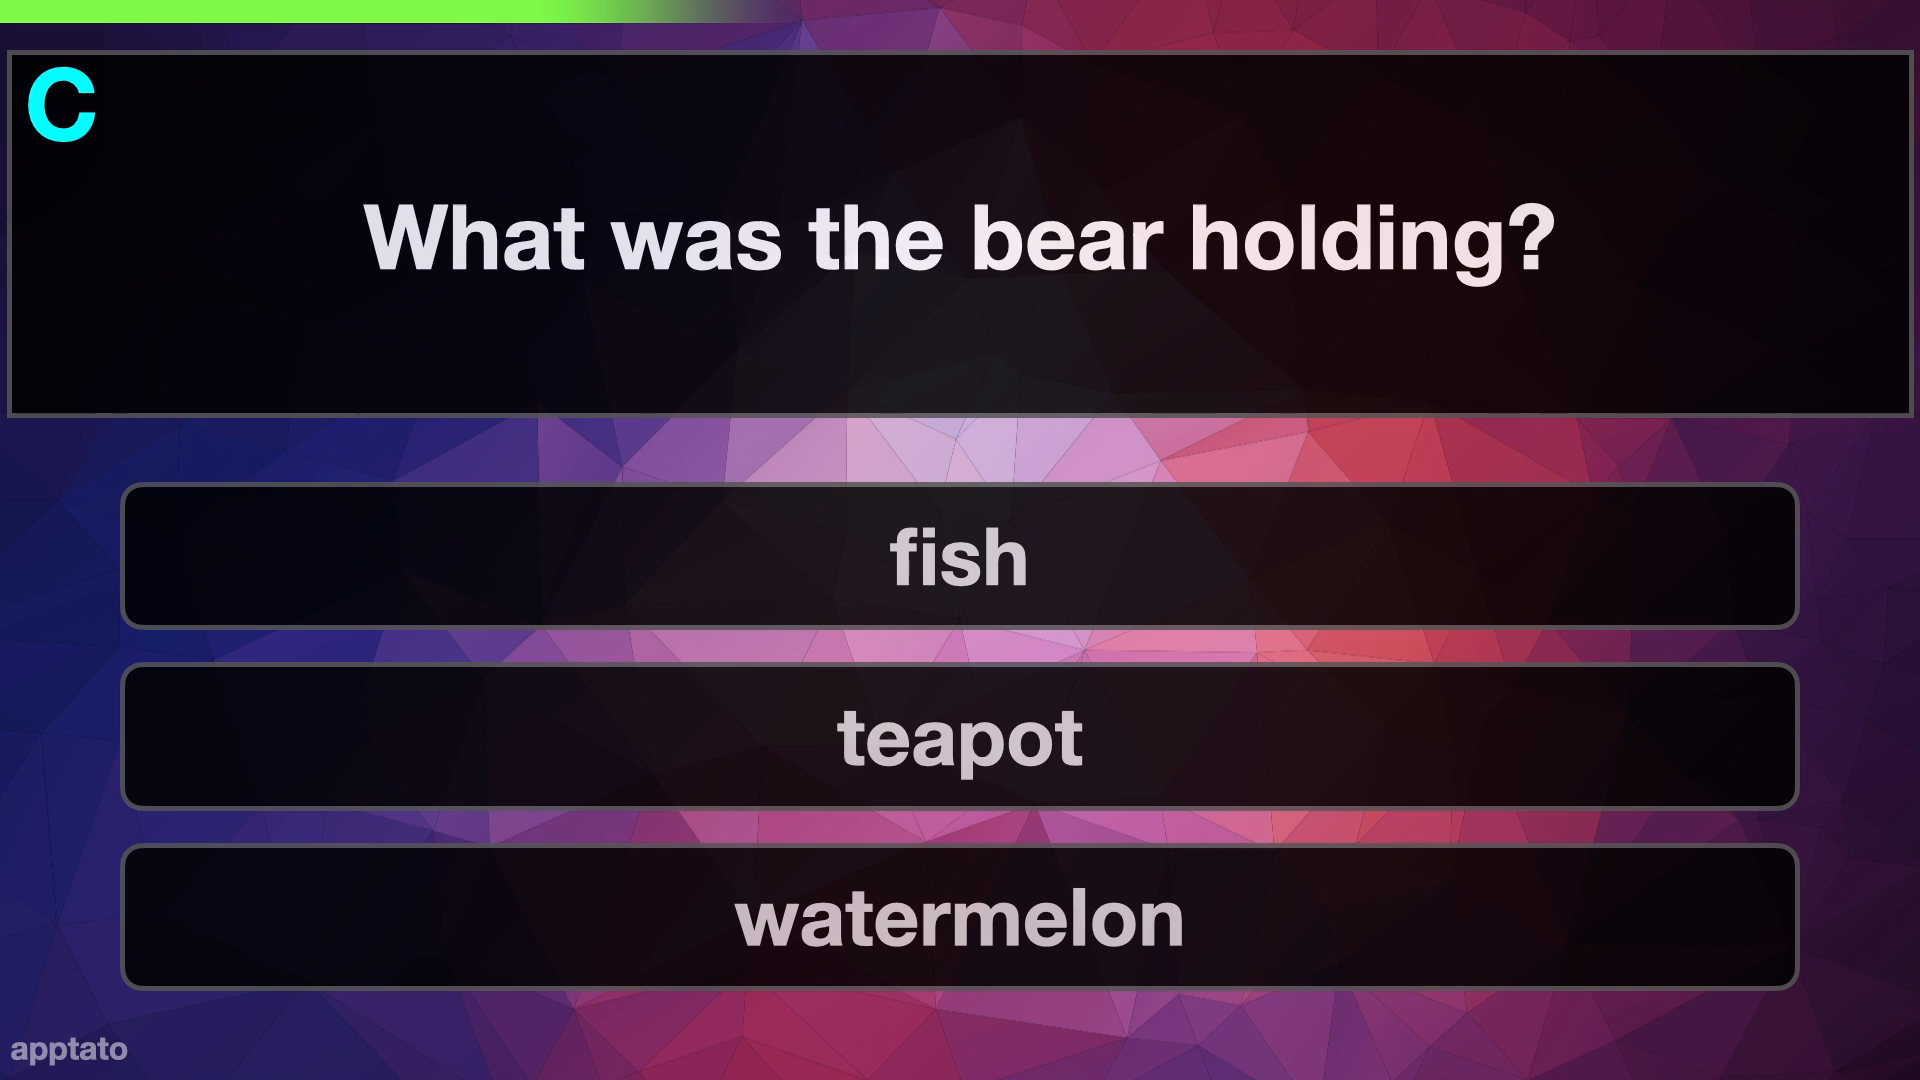 C
What was the bear holding?
fish
teapot
watermelon
apptato